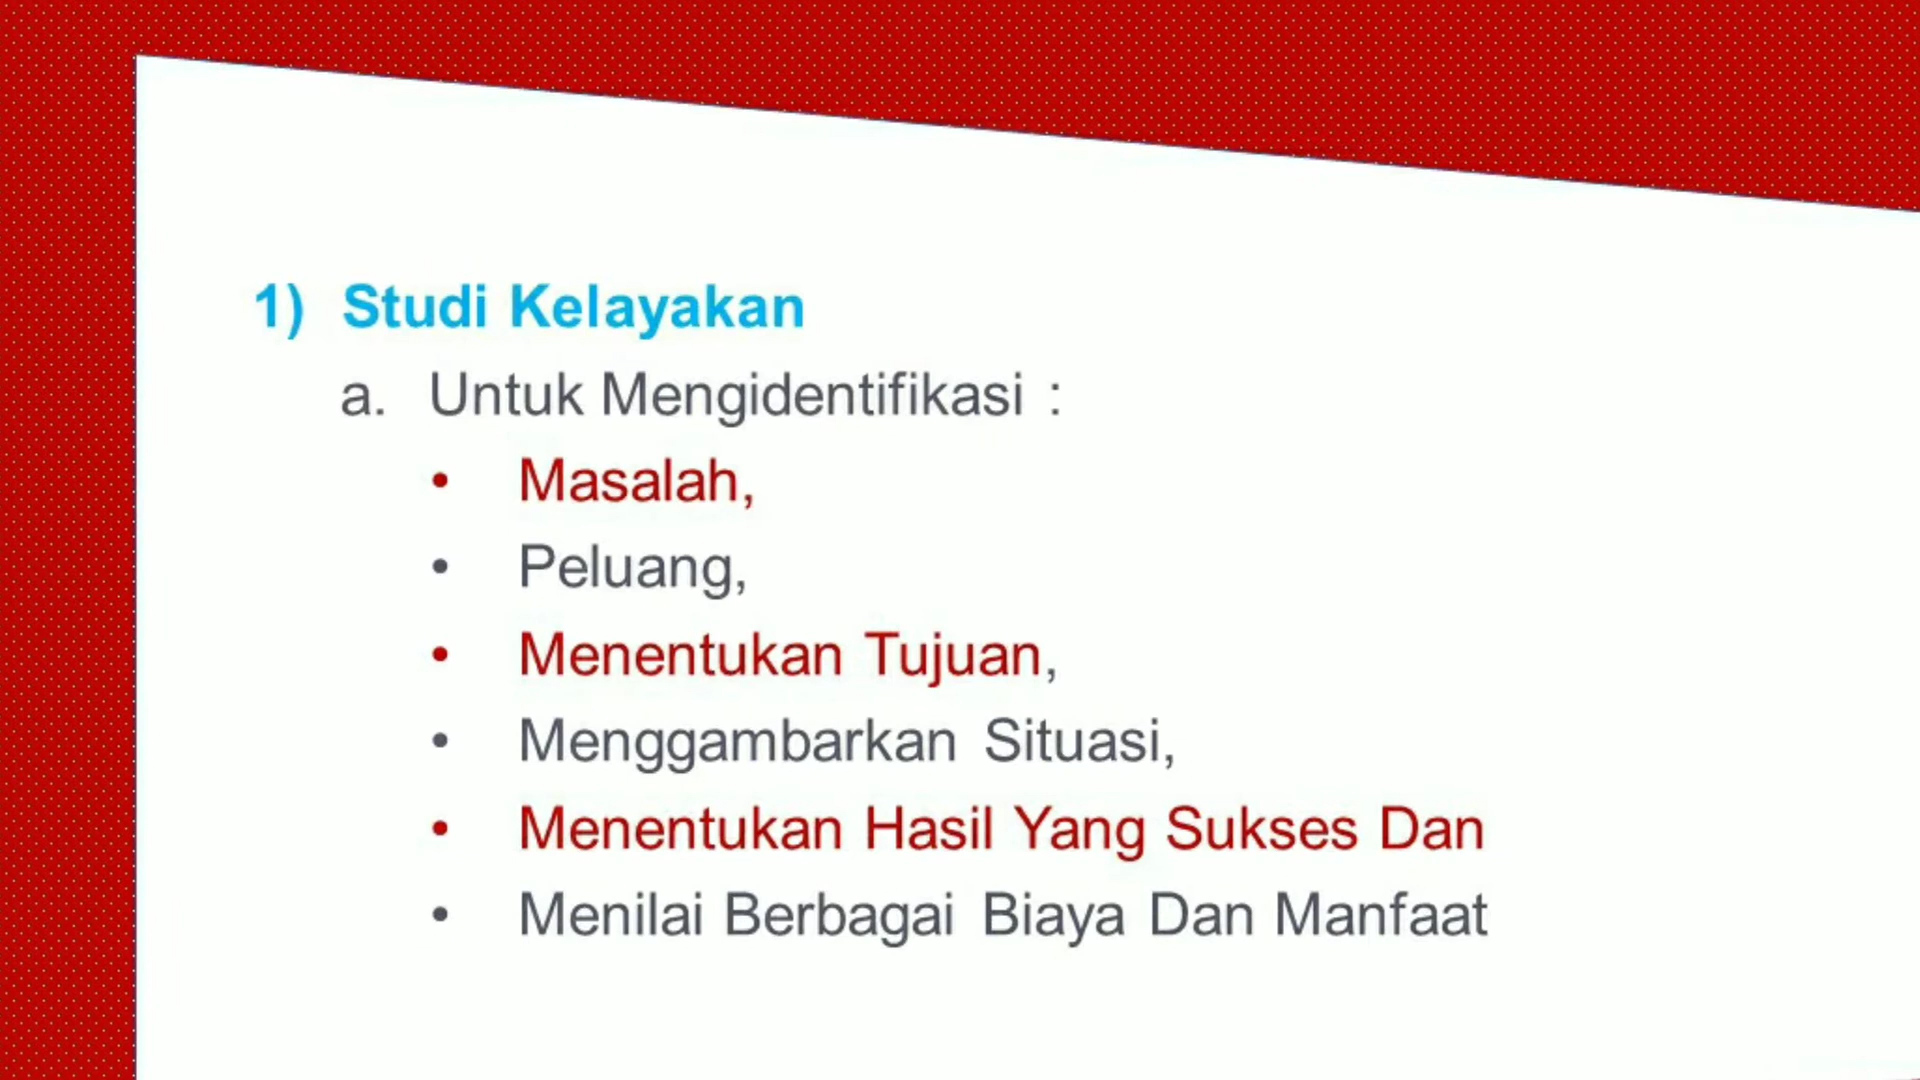 1) Studi Kelayakan
a. Untuk Mengidentifikasi :
• Masalah,
• Peluang,
• Menentukan Tujuan,
• Menggambarkan Situasi,
• Menentukan Hasil Yang Sukses Dan
• Menilai Berbagai Biaya Dan Manfaat